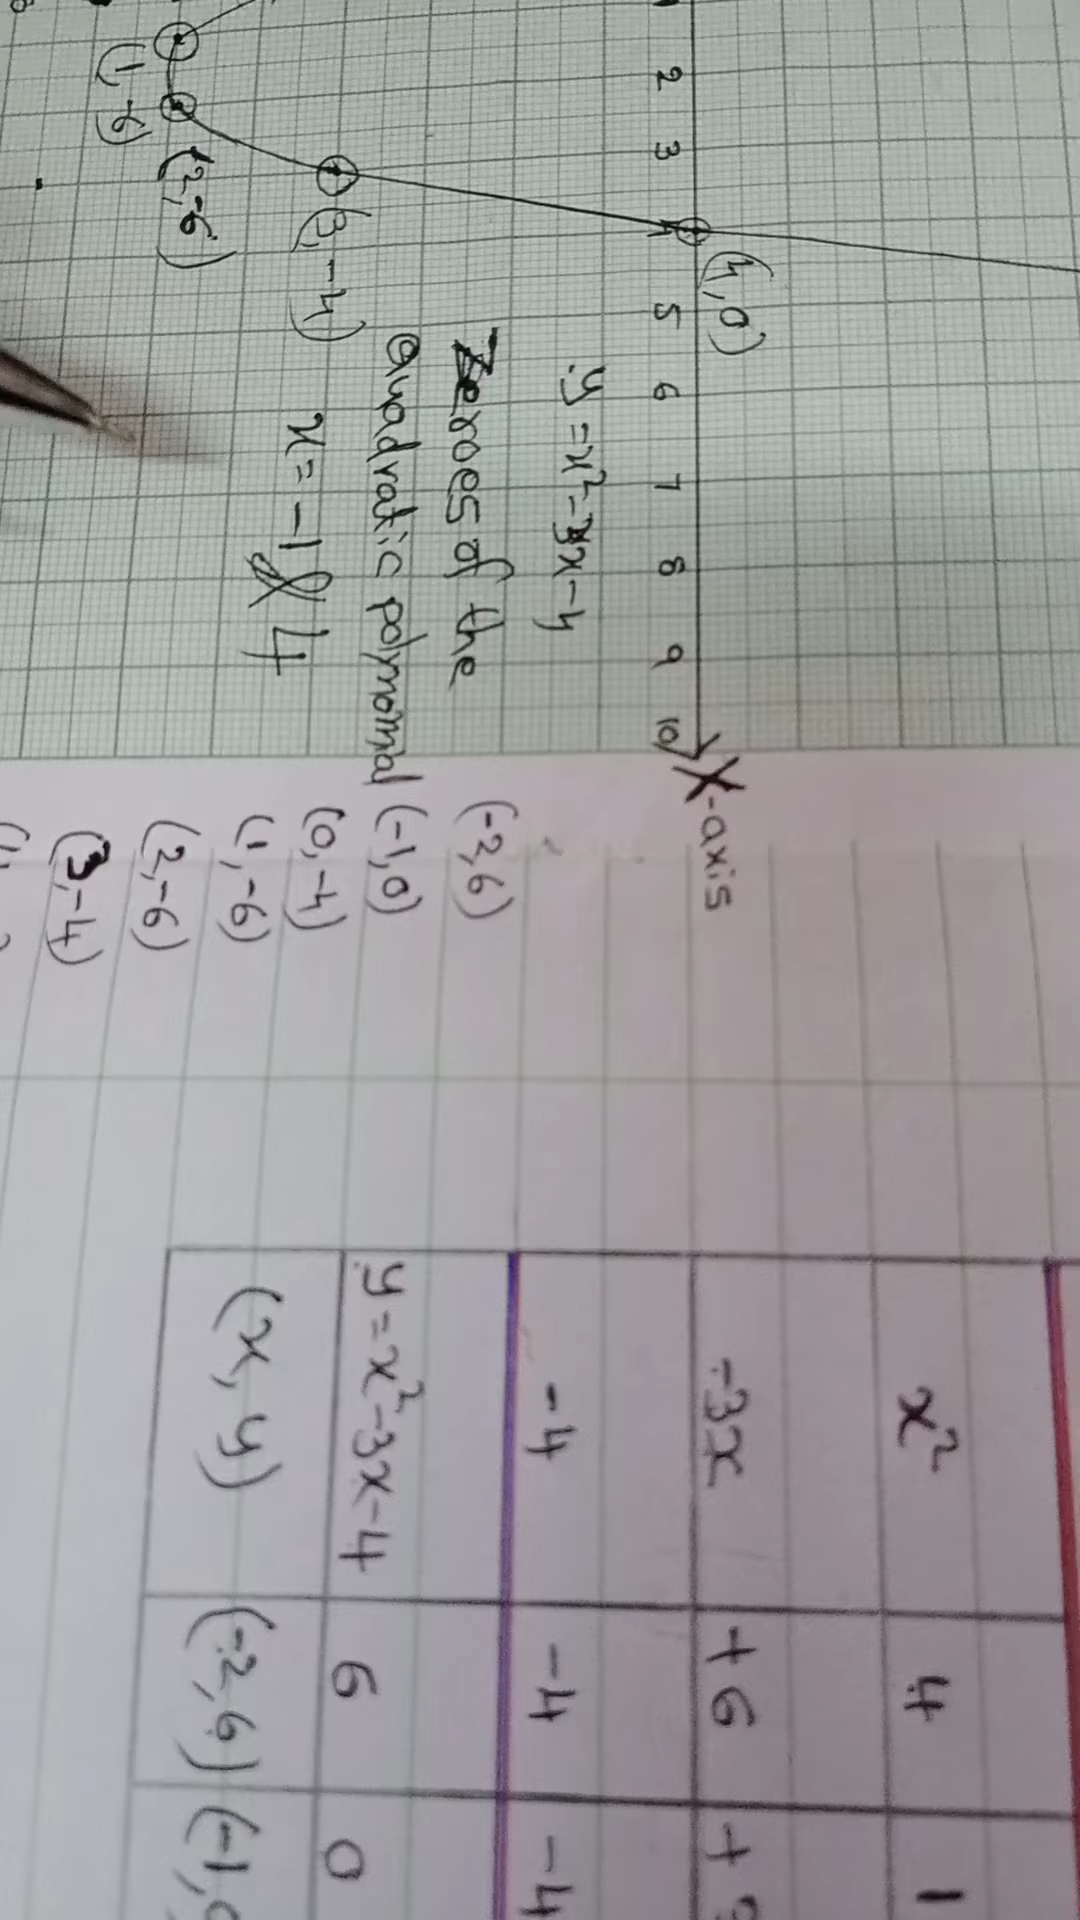 2 3 4 5 6 7 8 9 10
X-axis
(4,0)
y=x²-3x-4
Zeroes of the
quadratic polynomial
x=-1 & 4
(3,-4)
(2,-6)
(1,-6)
(-2,6)
(-1,0)
(0,-4)
(1,-6)
(2,-6)
(3,-4)
x² 4 1
-3x +6 +
-4 -4 -4
y=x²-3x-4 6 0
(x,y) (-2,6) (-1,